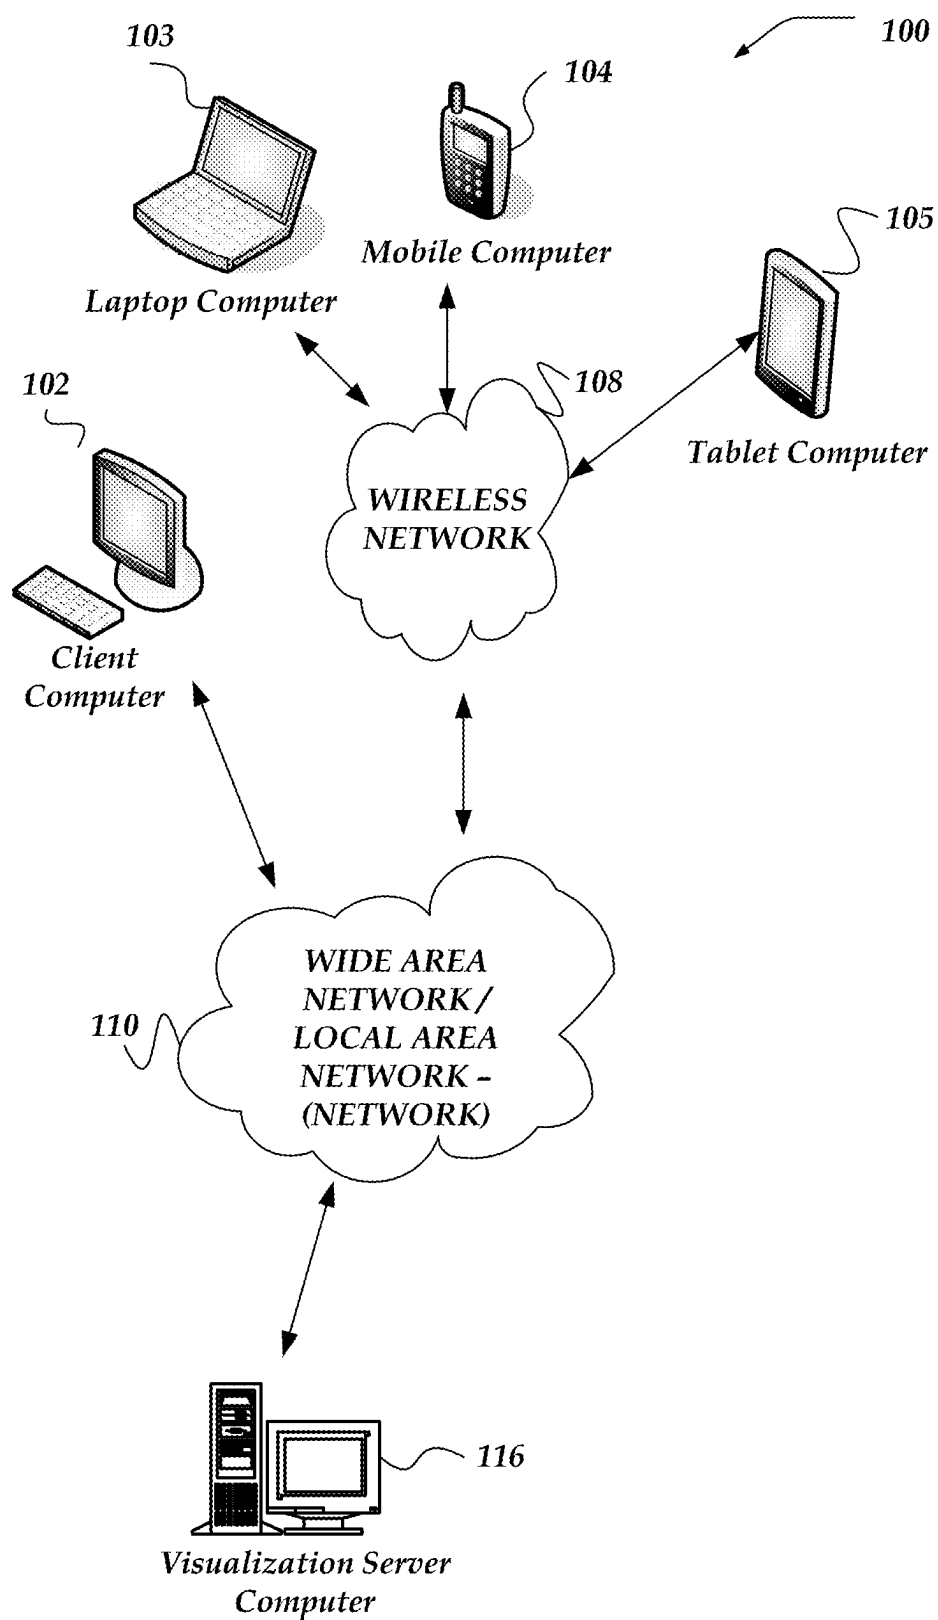 100
103
104
Mobile Computer
105
Laptop Computer
108
102
Tablet Computer
WIRELESS
NETWORK
Client
Computer
WIDE AREA
NETWORK /
LOCAL AREA
NETWORK –
(NETWORK)
110
116
Visualization Server
Computer